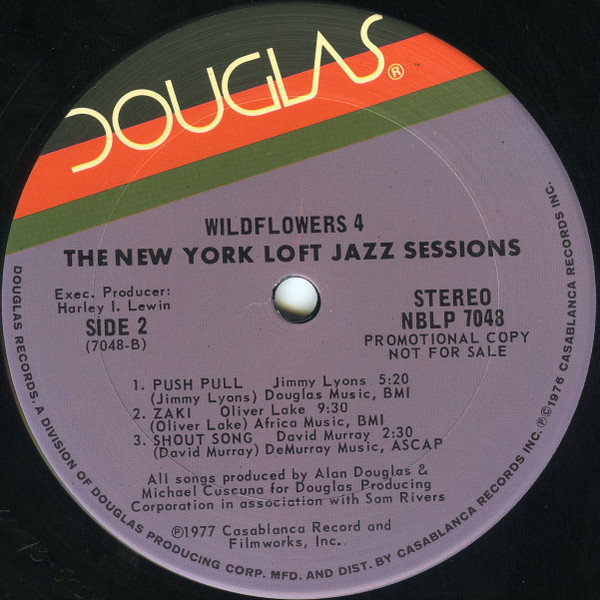 DOUGLAS®
WILDFLOWERS 4
THE NEW YORK LOFT JAZZ SESSIONS
Exec. Producer:
Harley I. Lewin
SIDE 2
(7048-B)
STEREO
NBLP 7048
PROMOTIONAL COPY
NOT FOR SALE
1. PUSH PULL Jimmy Lyons 5:20
(Jimmy Lyons) Douglas Music, BMI
2. ZAKI Oliver Lake 9:30
(Oliver Lake) Africa Music, BMI
3. SHOUT SONG David Murray 2:30
(David Murray) DeMurray Music, ASCAP
All songs produced by Alan Douglas &
Michael Cuscuna for Douglas Producing
Corporation in association with Sam Rivers
℗1977 Casablanca Record and
Filmworks, Inc.
DOUGLAS RECORDS. A DIVISION OF DOUGLAS PRODUCING CORP. MFD. AND DIST. BY CASABLANCA RECORDS INC. ℗©1976 CASABLANCA RECORDS INC.